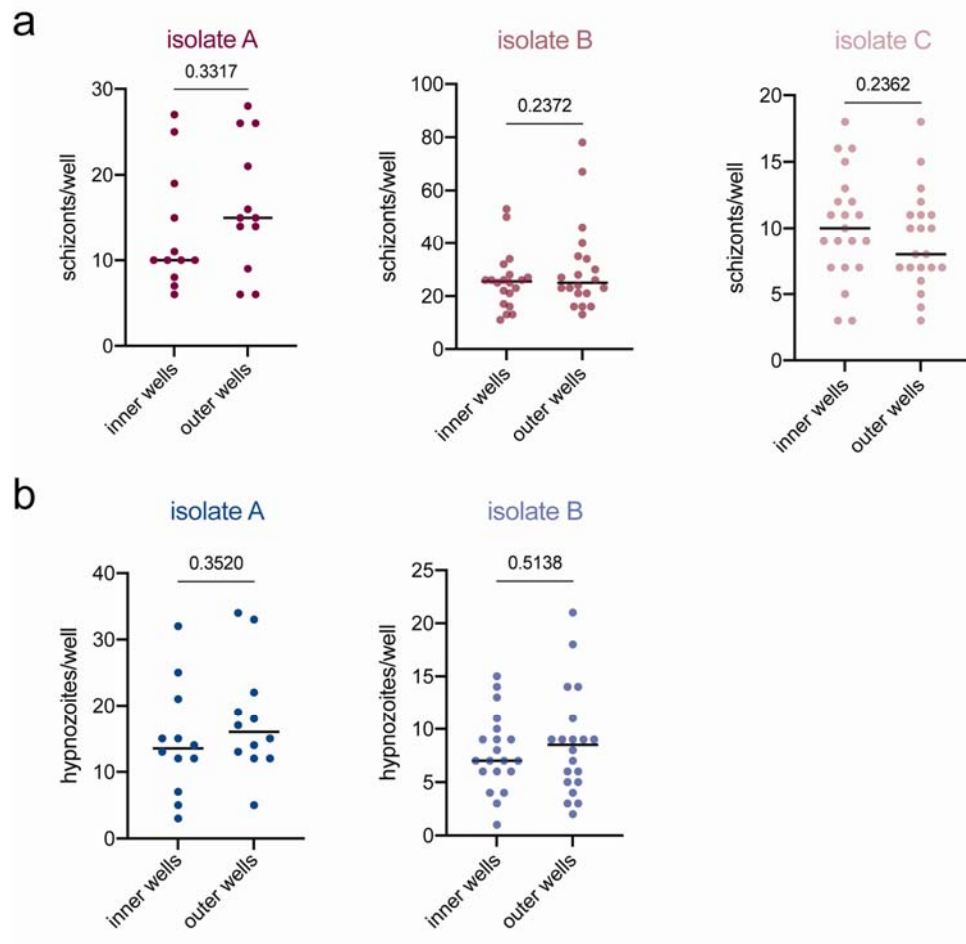 a
isolate A
0.3317
30
20
10
0
schizonts/well
inner wells
outer wells
isolate B
0.2372
100
80
60
40
20
0
schizonts/well
inner wells
outer wells
isolate C
0.2362
20
15
10
5
0
schizonts/well
inner wells
outer wells
b
isolate A
0.3520
40
30
20
10
0
hypnozoites/well
inner wells
outer wells
isolate B
0.5138
25
20
15
10
5
0
hypnozoites/well
inner wells
outer wells